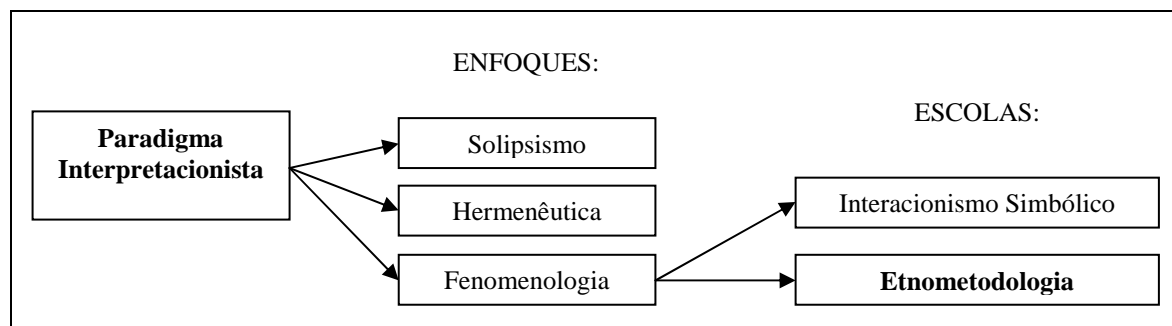 ENFOQUES:
ESCOLAS:
Paradigma
Interpretacionista
Solipsismo
Hermenêutica
Fenomenologia
Interacionismo Simbólico
Etnometodologia